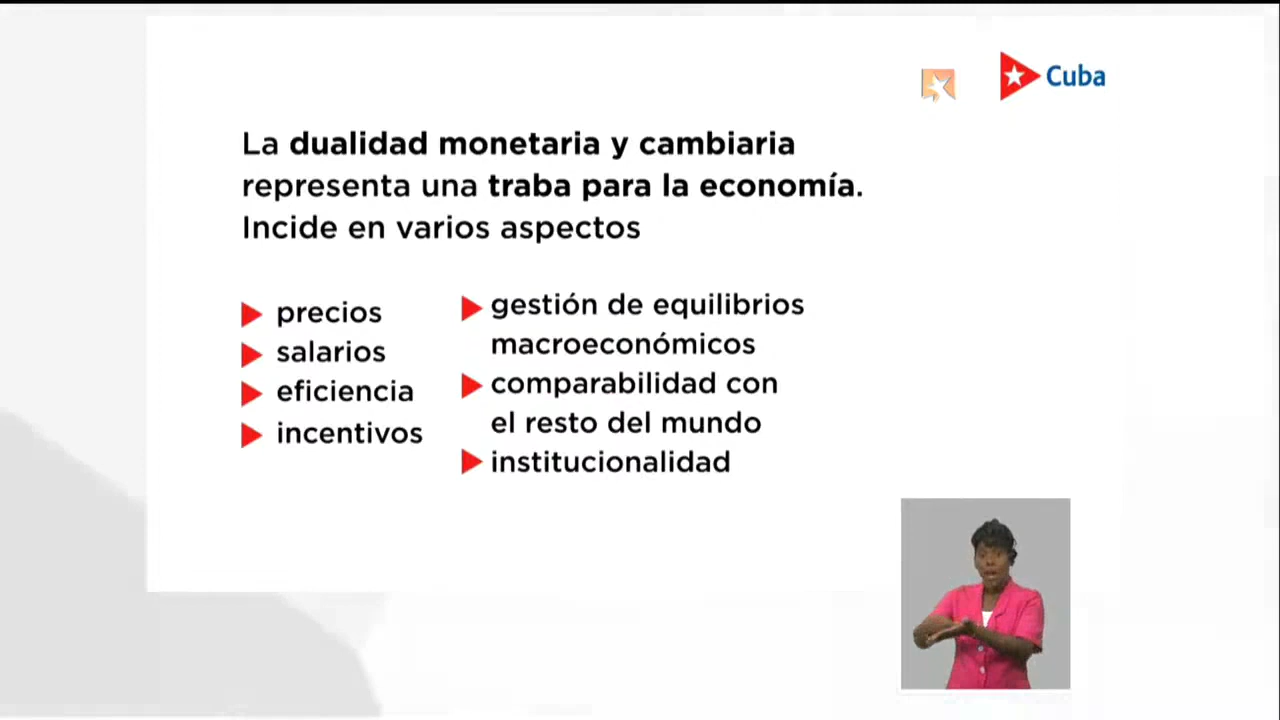 Cuba
La dualidad monetaria y cambiaria
representa una traba para la economía.
Incide en varios aspectos
precios
salarios
eficiencia
incentivos
gestión de equilibrios
macroeconómicos
comparabilidad con
el resto del mundo
institucionalidad